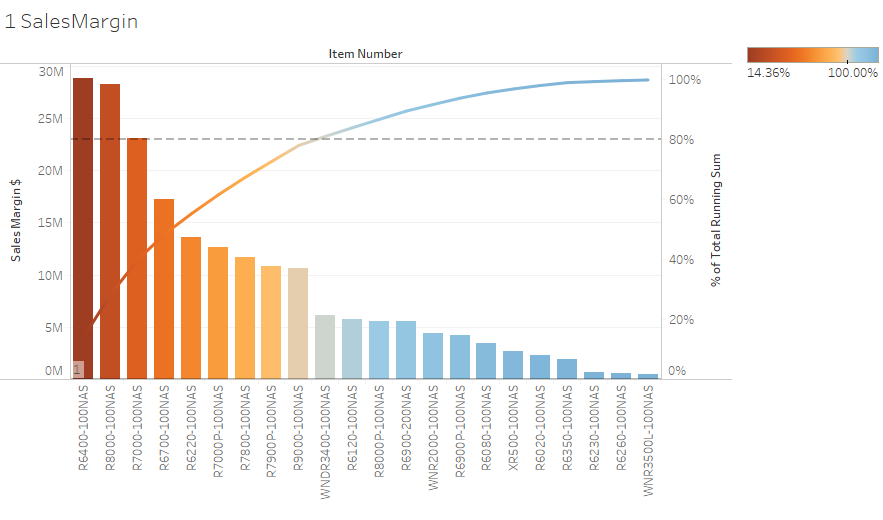 1 SalesMargin
Item Number
14.36% 100.00%
Sales Margin $
30M
25M
20M
15M
10M
5M
0M
1
% of Total Running Sum
100%
80%
60%
40%
20%
0%
R6400-100NAS
R8000-100NAS
R7000-100NAS
R6700-100NAS
R6220-100NAS
R7000P-100NAS
R7800-100NAS
R7900P-100NAS
R9000-100NAS
WNDR3400-100NAS
R6120-100NAS
R8000P-100NAS
R6900-200NAS
WNR2000-100NAS
R6900P-100NAS
R6080-100NAS
XR500-100NAS
R6020-100NAS
R6350-100NAS
R6230-100NAS
R6260-100NAS
WNR3500L-100NAS